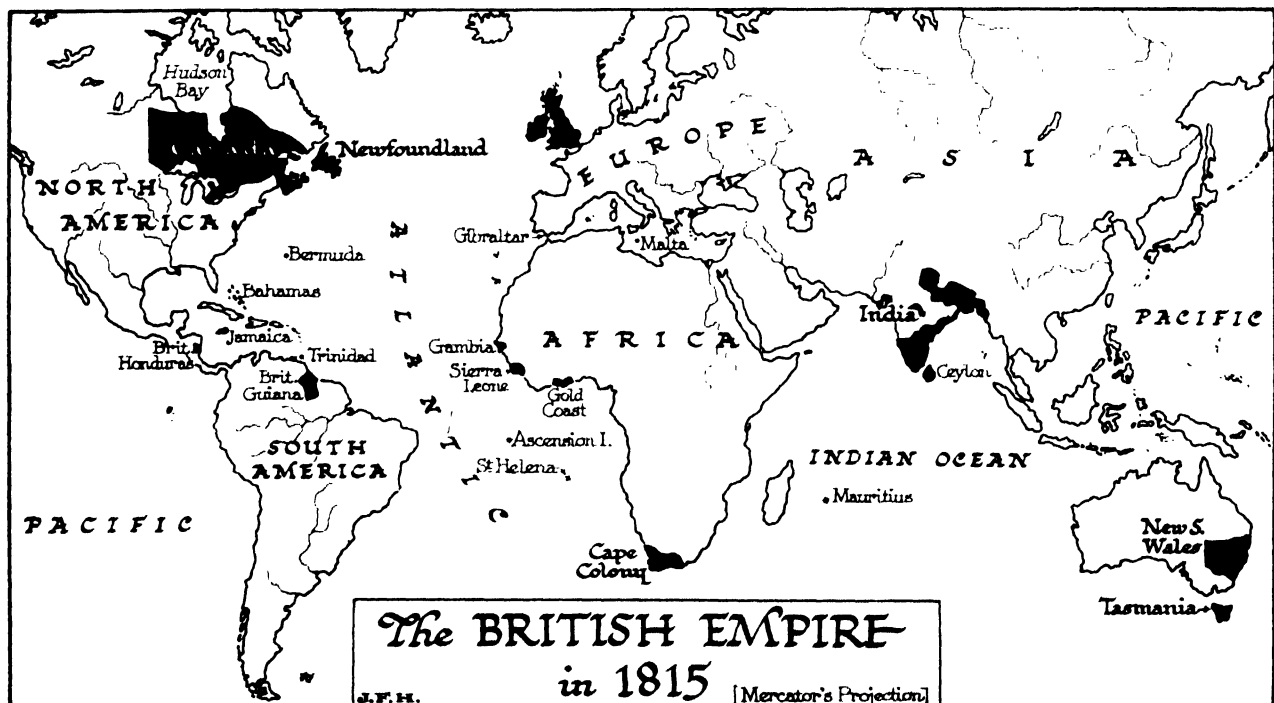 Hudson
Bay
Newfoundland
NORTH
AMERICA
Bermuda
Bahamas
Jamaica
Brit.
Honduras
Trinidad
Brit.
Guiana
SOUTH
AMERICA
PACIFIC
ATLANTIC
EUROPE
Gibraltar
Malta
AFRICA
Gambia
Sierra
Leone
Gold
Coast
Ascension I.
St Helena
Cape
Colony
ASIA
India
Ceylon
INDIAN OCEAN
Mauritius
PACIFIC
New S.
Wales
Tasmania
The BRITISH EMPIRE
in 1815
J.F.H.
[Mercator's Projection]